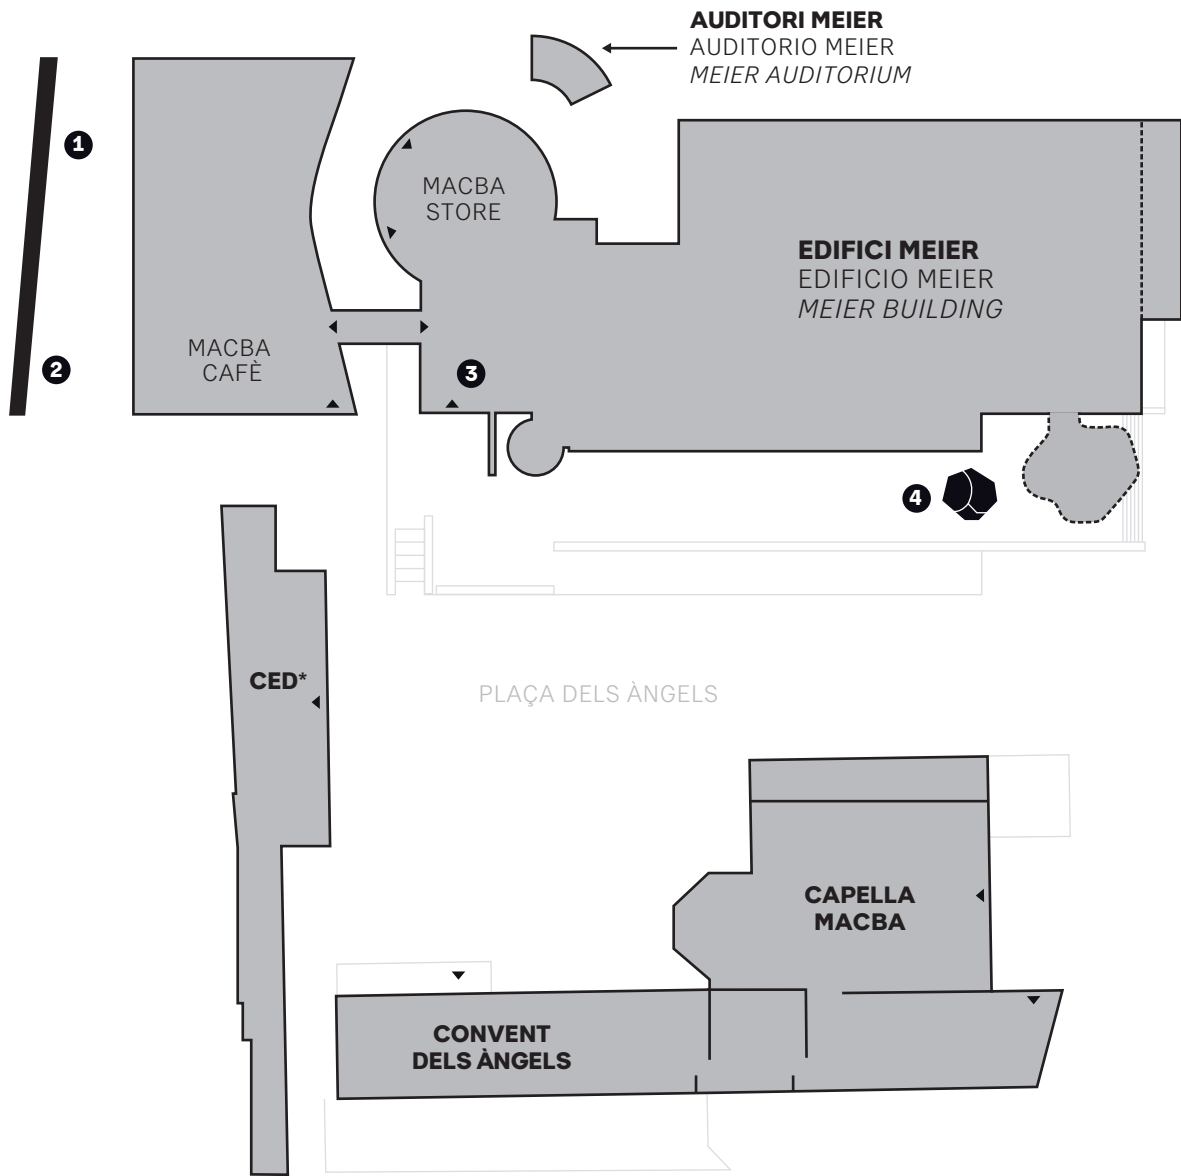 AUDITORI MEIER
AUDITORIO MEIER
MEIER AUDITORIUM
1
MACBA
STORE
EDIFICI MEIER
EDIFICIO MEIER
MEIER BUILDING
MACBA
CAFÈ
2
3
4
CED*
PLAÇA DELS ÀNGELS
CAPELLA
MACBA
CONVENT
DELS ÀNGELS